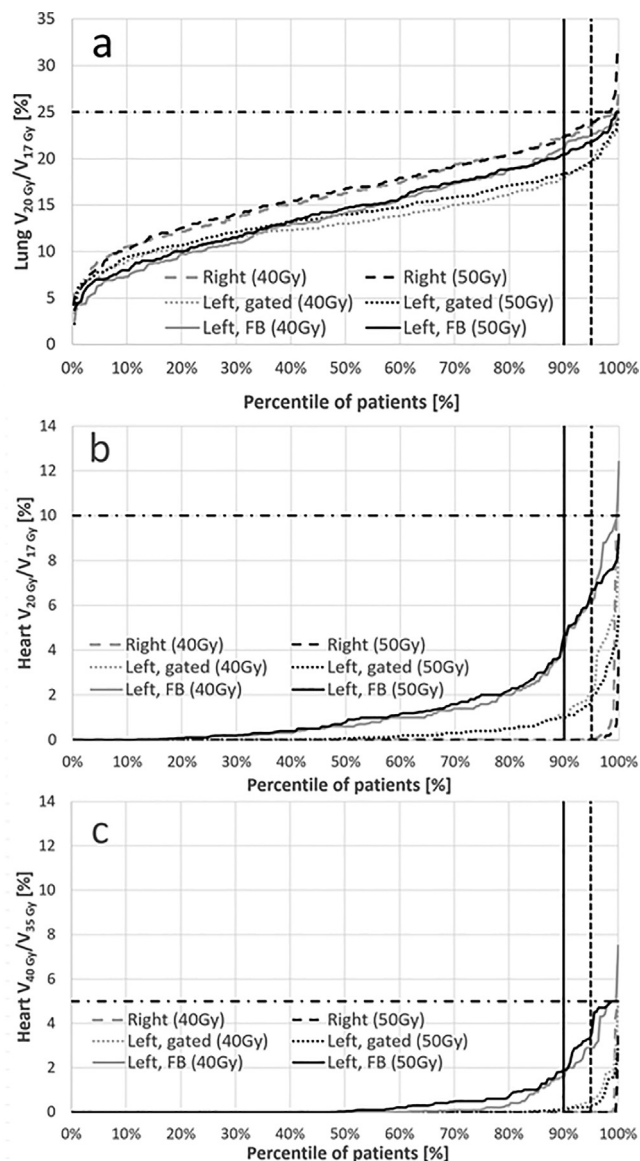 a
35
30
25
20
15
10
5
0
Lung V20 Gy/V17 Gy [%]
Right (40Gy) Right (50Gy)
Left, gated (40Gy) Left, gated (50Gy)
Left, FB (40Gy) Left, FB (50Gy)
0% 10% 20% 30% 40% 50% 60% 70% 80% 90% 100%
Percentile of patients [%]
b
14
12
10
8
6
4
2
0
Heart V20 Gy/V17 Gy [%]
Right (40Gy) Right (50Gy)
Left, gated (40Gy) Left, gated (50Gy)
Left, FB (40Gy) Left, FB (50Gy)
0% 10% 20% 30% 40% 50% 60% 70% 80% 90% 100%
Percentile of patients [%]
c
14
12
10
8
6
4
2
0
Heart V40 Gy/V35 Gy [%]
Right (40Gy) Right (50Gy)
Left, gated (40Gy) Left, gated (50Gy)
Left, FB (40Gy) Left, FB (50Gy)
0% 10% 20% 30% 40% 50% 60% 70% 80% 90% 100%
Percentile of patients [%]